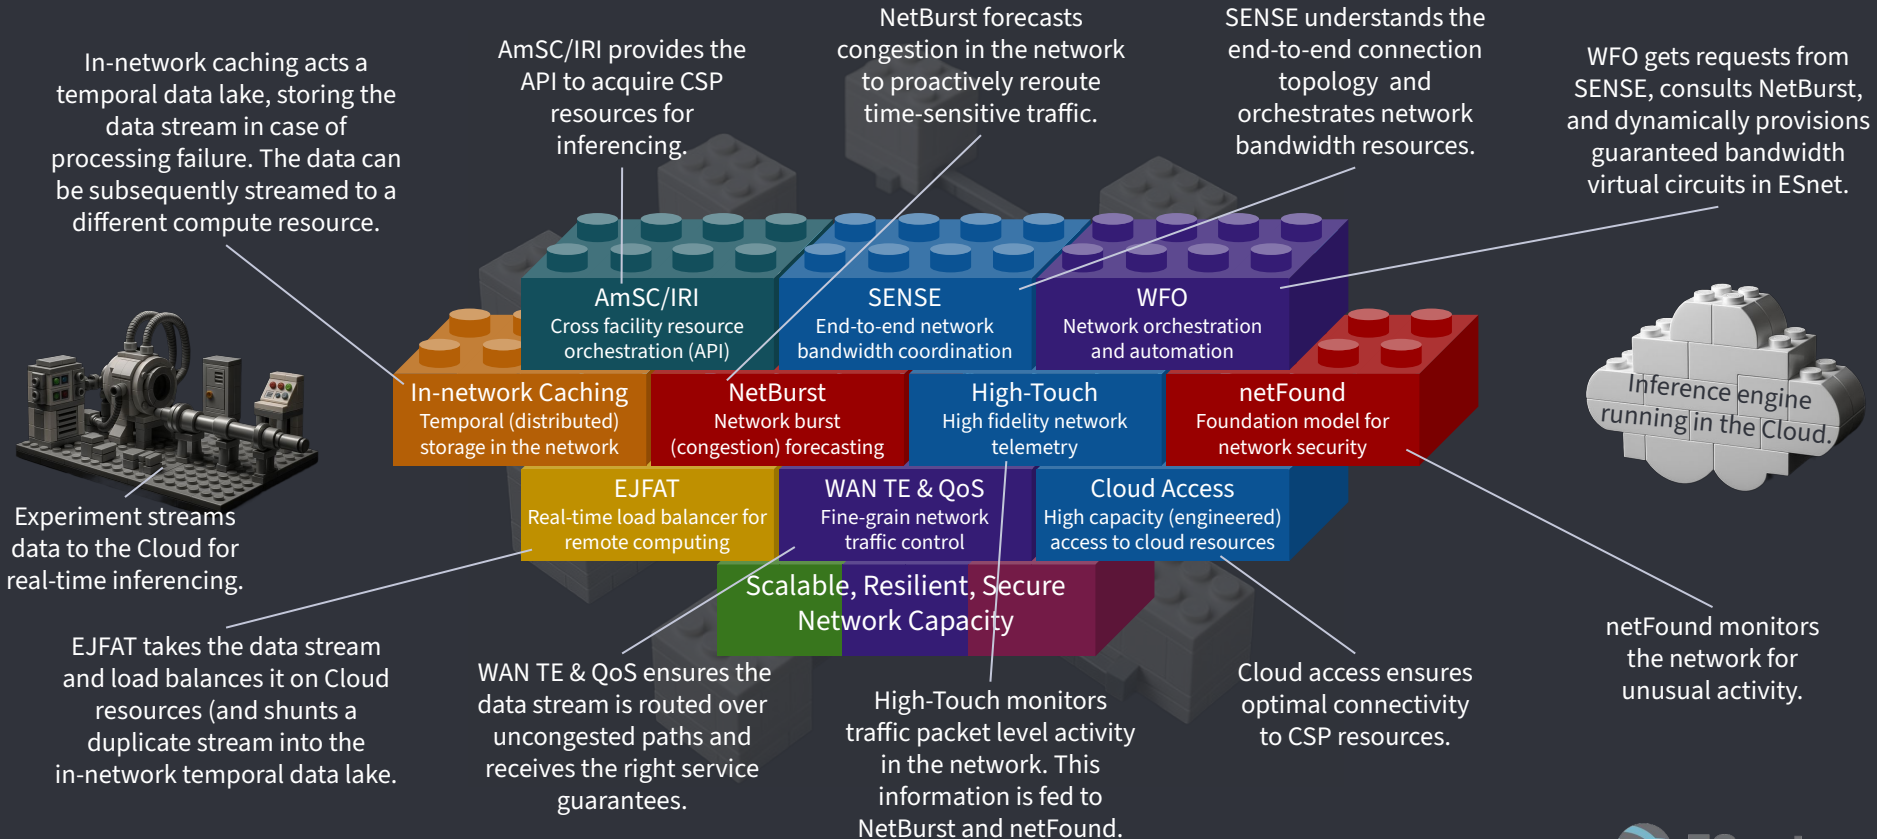 In-network caching acts a
temporal data lake, storing the
data stream in case of
processing failure. The data can
be subsequently streamed to a
different compute resource.
AmSC/IRI provides the
API to acquire CSP
resources for
inferencing.
NetBurst forecasts
congestion in the network
to proactively reroute
time-sensitive traffic.
SENSE understands the
end-to-end connection
topology and
orchestrates network
bandwidth resources.
WFO gets requests from
SENSE, consults NetBurst,
and dynamically provisions
guaranteed bandwidth
virtual circuits in ESnet.
AmSC/IRI
Cross facility resource
orchestration (API)
SENSE
End-to-end network
bandwidth coordination
WFO
Network orchestration
and automation
In-network Caching
Temporal (distributed)
storage in the network
NetBurst
Network burst
(congestion) forecasting
High-Touch
High fidelity network
telemetry
netFound
Foundation model for
network security
Inference engine
running in the Cloud.
EJFAT
Real-time load balancer for
remote computing
WAN TE & QoS
Fine-grain network
traffic control
Cloud Access
High capacity (engineered)
access to cloud resources
Scalable, Resilient, Secure
Network Capacity
Experiment streams
data to the Cloud for
real-time inferencing.
EJFAT takes the data stream
and load balances it on Cloud
resources (and shunts a
duplicate stream into the
in-network temporal data lake.
WAN TE & QoS ensures the
data stream is routed over
uncongested paths and
receives the right service
guarantees.
High-Touch monitors
traffic packet level activity
in the network. This
information is fed to
NetBurst and netFound.
Cloud access ensures
optimal connectivity
to CSP resources.
netFound monitors
the network for
unusual activity.